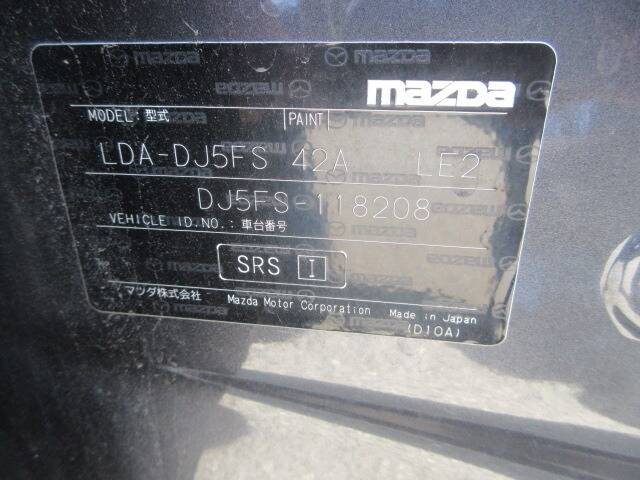 mazda
MODEL:型式 PAINT
LDA-DJ5FS 42A LE2
DJ5FS-118208
VEHICLE ID.NO.:車台番号
SRS I
マツダ株式会社 Mazda Motor Corporation Made in Japan
(D10A)